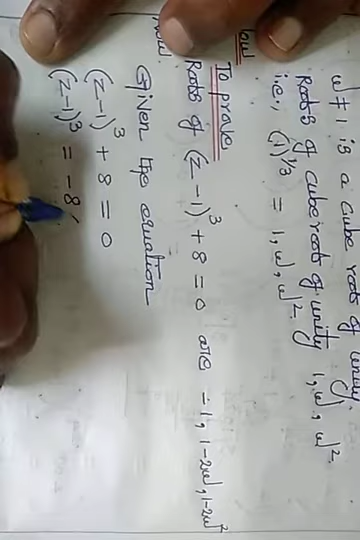 ω ≠ 1 is a cube root of unity.
Roots of cube roots of unity 1, ω, ω².
i.e., (1)^1/3 = 1, ω, ω²
To prove
Roots of (z-1)³ + 8 = 0 are -1, 1-2ω, 1-2ω²
Given the equation
(z-1)³ + 8 = 0
(z-1)³ = -8